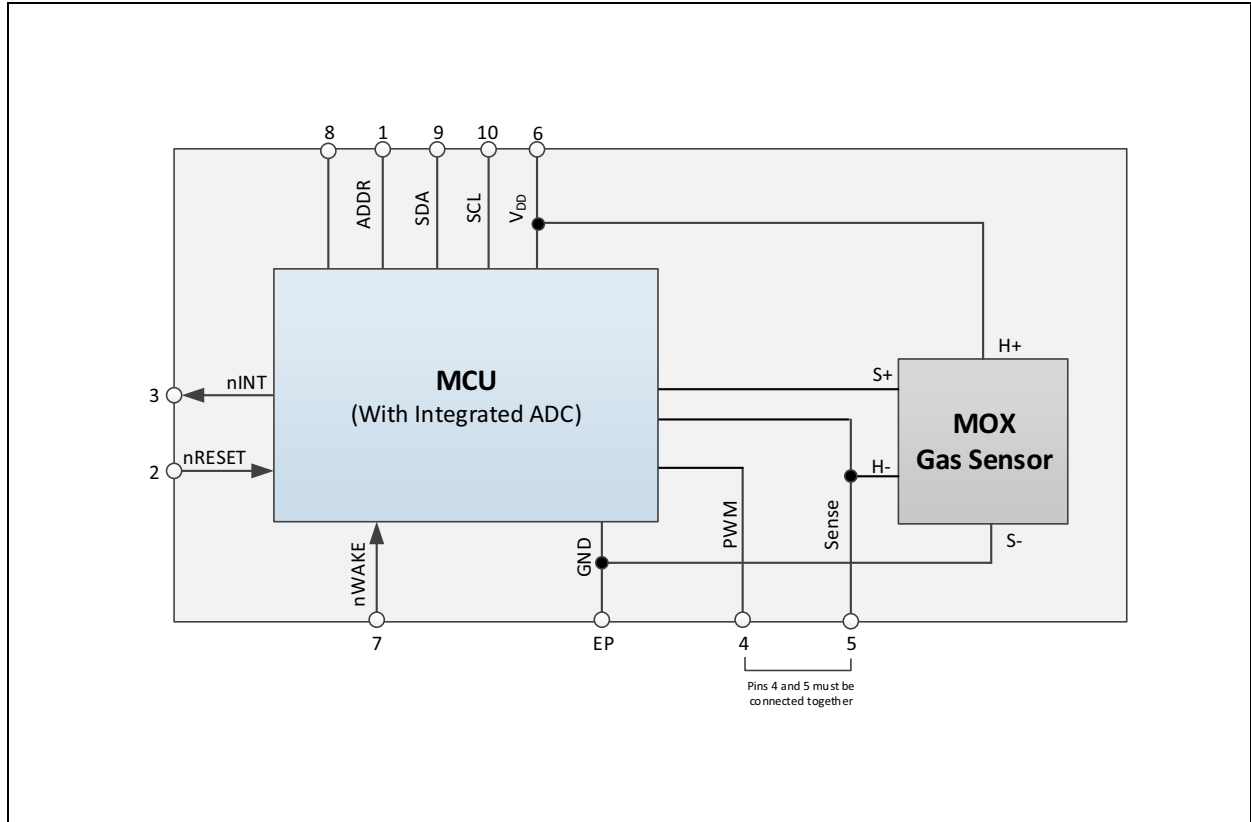 8
1
9
10
6
ADDR
SDA
SCL
VDD
H+
S+
MCU
(With Integrated ADC)
MOX
Gas Sensor
nINT
3
nRESET
2
H-
S-
nWAKE
GND
PWM
Sense
7
EP
4
5
Pins 4 and 5 must be
connected together